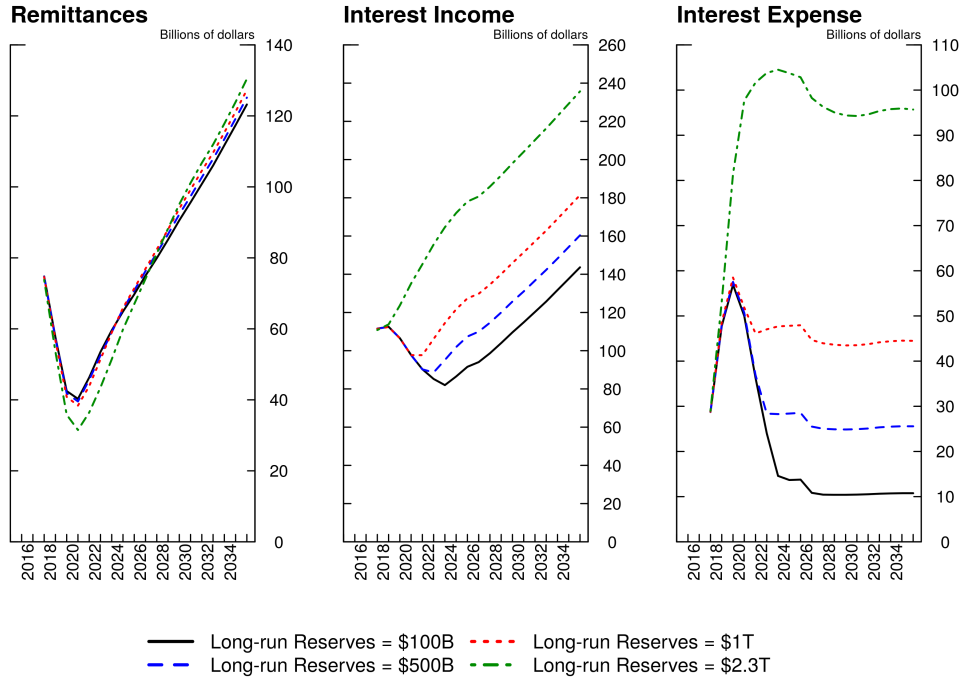 Remittances
Billions of dollars
140
120
100
80
60
40
20
0
2016 2018 2020 2022 2024 2026 2028 2030 2032 2034
Interest Income
Billions of dollars
260
240
220
200
180
160
140
120
100
80
60
40
20
0
2016 2018 2020 2022 2024 2026 2028 2030 2032 2034
Interest Expense
Billions of dollars
110
100
90
80
70
60
50
40
30
20
10
0
2016 2018 2020 2022 2024 2026 2028 2030 2032 2034
Long-run Reserves = $100B
Long-run Reserves = $500B
Long-run Reserves = $1T
Long-run Reserves = $2.3T